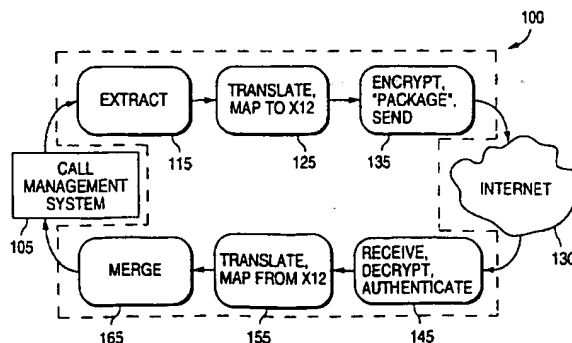 100
EXTRACT
TRANSLATE,
MAP TO X12
ENCRYPT,
"PACKAGE",
SEND
115
125
135
CALL
MANAGEMENT
SYSTEM
105
INTERNET
130
MERGE
TRANSLATE,
MAP FROM X12
RECEIVE,
DECRYPT,
AUTHENTICATE
165
155
145